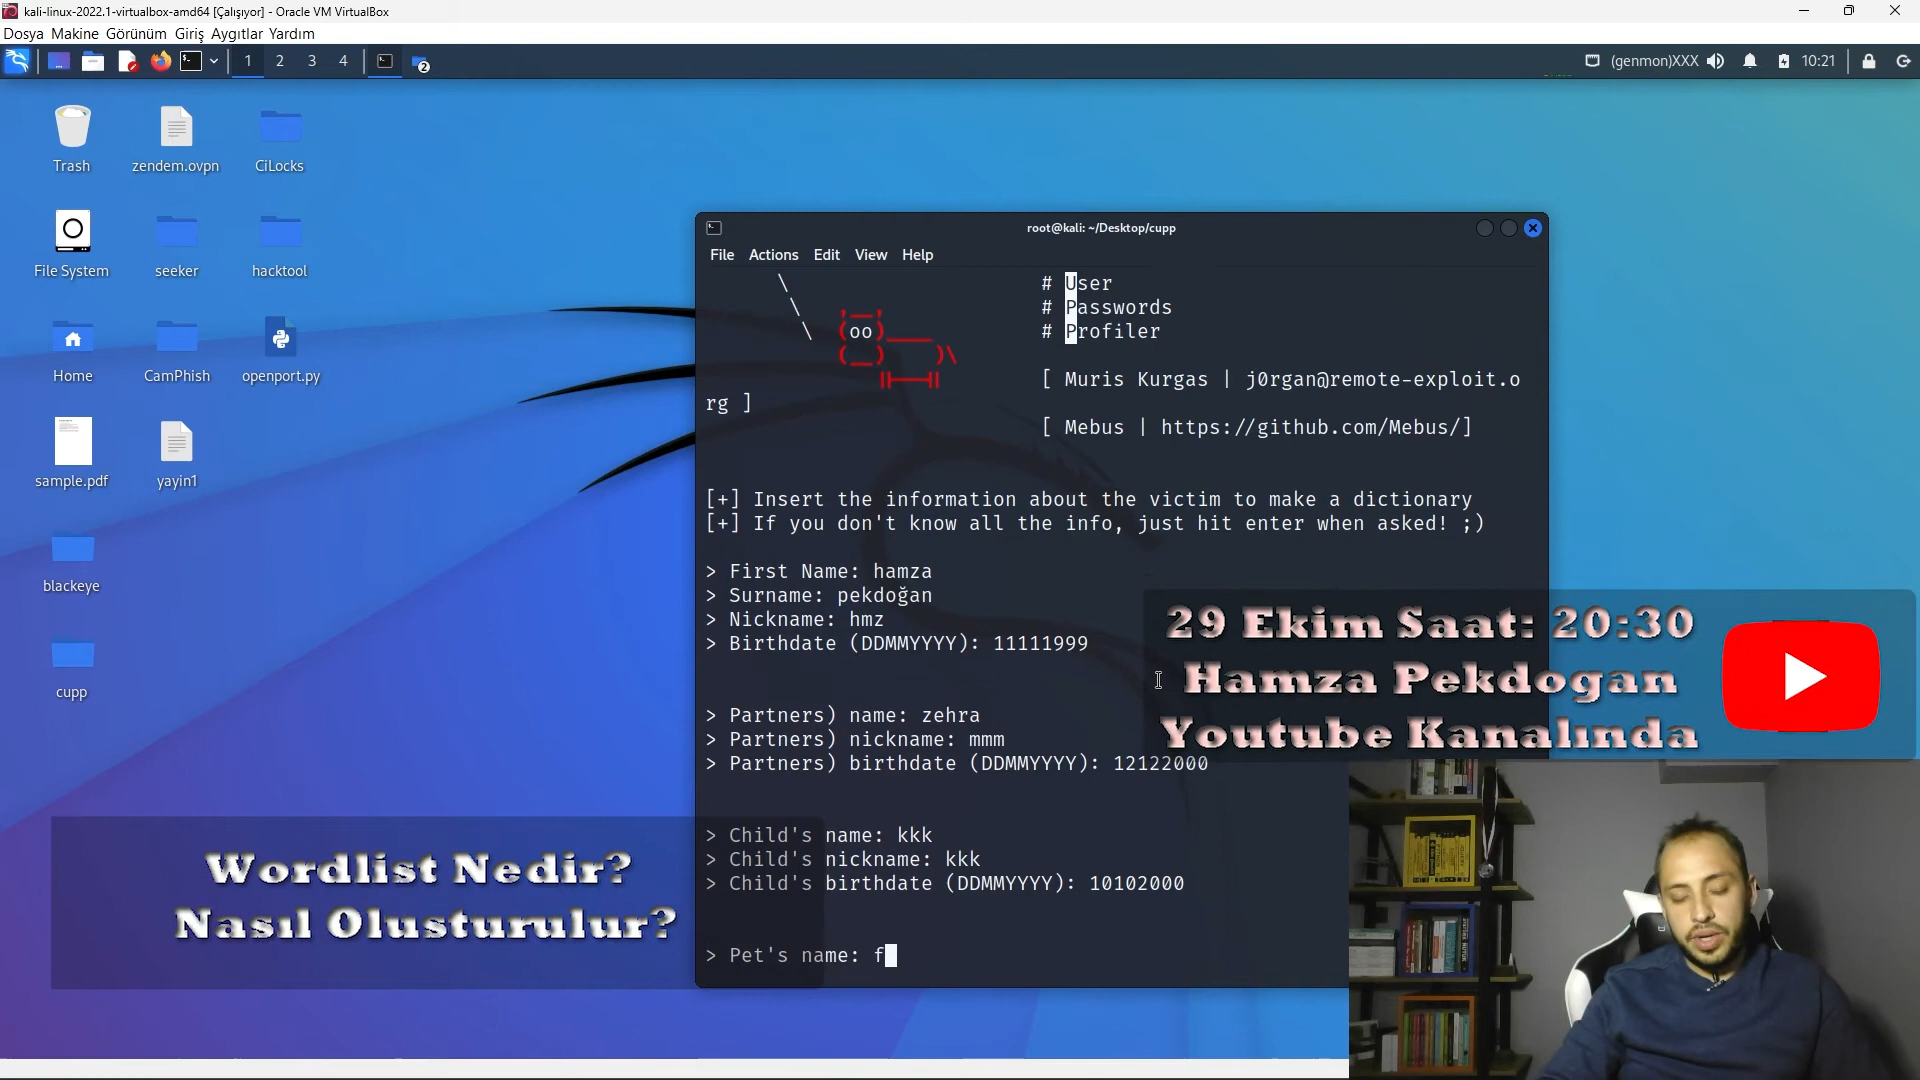 kali-linux-2022.1-virtualbox-amd64 [Çalışıyor] - Oracle VM VirtualBox
Dosya Makine Görünüm Giriş Aygıtlar Yardım
1 2 3 4 2 (genmon)XXX 10:21
Trash zendem.ovpn CiLocks
File System seeker hacktool
Home CamPhish openport.py
sample.pdf yayin1
blackeye
cupp
root@kali: ~/Desktop/cupp
File Actions Edit View Help
\ # User
\ # Passwords
\ (oo)____ # Profiler
(__) )\
||--|| [ Muris Kurgas | j0rgan@remote-exploit.o
rg ]
[ Mebus | https://github.com/Mebus/]
[+] Insert the information about the victim to make a dictionary
[+] If you don't know all the info, just hit enter when asked! ;)
> First Name: hamza
> Surname: pekdoğan
> Nickname: hmz
> Birthdate (DDMMYYYY): 11111999
> Partners) name: zehra
> Partners) nickname: mmm
> Partners) birthdate (DDMMYYYY): 12122000
> Child's name: kkk
> Child's nickname: kkk
> Child's birthdate (DDMMYYYY): 10102000
> Pet's name: f
29 Ekim Saat: 20:30
Hamza Pekdogan
Youtube Kanalında
Wordlist Nedir?
Nasıl Olusturulur?